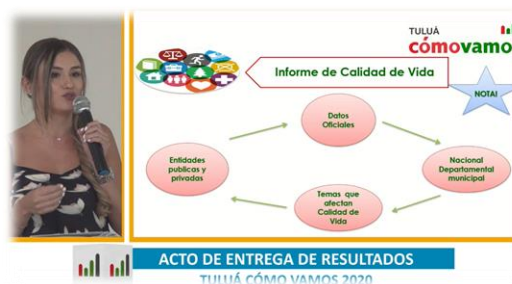 TULUÁ
cómovamo
Informe de Calidad de Vida
NOTA!
Datos
Oficiales
Entidades
publicas y
privadas
Nacional
Departamental
municipal
Temas que
afectan
Calidad de
Vida
ACTO DE ENTREGA DE RESULTADOS
TULUÁ CÓMO VAMOS 2020